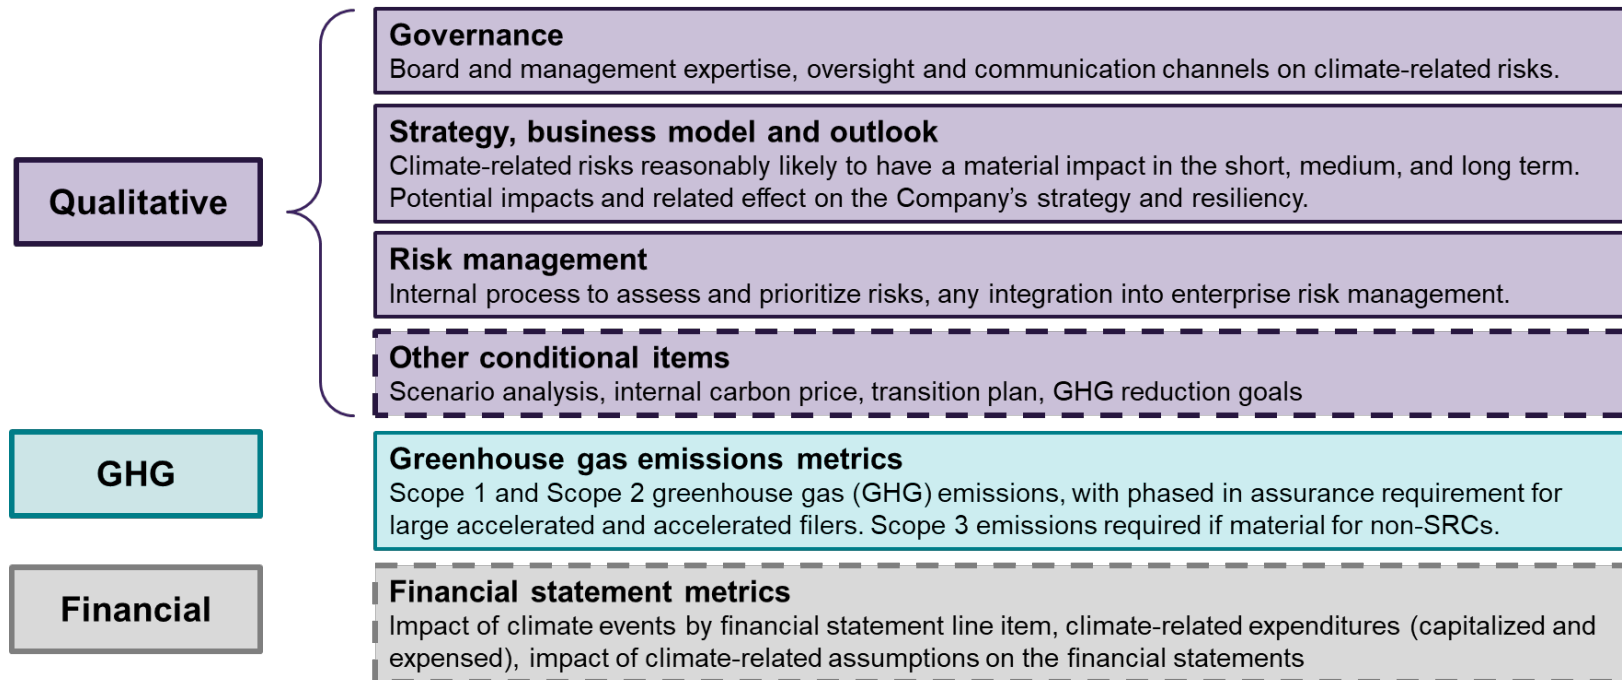 Qualitative
Governance
Board and management expertise, oversight and communication channels on climate-related risks.
Strategy, business model and outlook
Climate-related risks reasonably likely to have a material impact in the short, medium, and long term.
Potential impacts and related effect on the Company's strategy and resiliency.
Risk management
Internal process to assess and prioritize risks, any integration into enterprise risk management.
Other conditional items
Scenario analysis, internal carbon price, transition plan, GHG reduction goals
GHG
Greenhouse gas emissions metrics
Scope 1 and Scope 2 greenhouse gas (GHG) emissions, with phased in assurance requirement for
large accelerated and accelerated filers. Scope 3 emissions required if material for non-SRCs.
Financial
Financial statement metrics
Impact of climate events by financial statement line item, climate-related expenditures (capitalized and
expensed), impact of climate-related assumptions on the financial statements